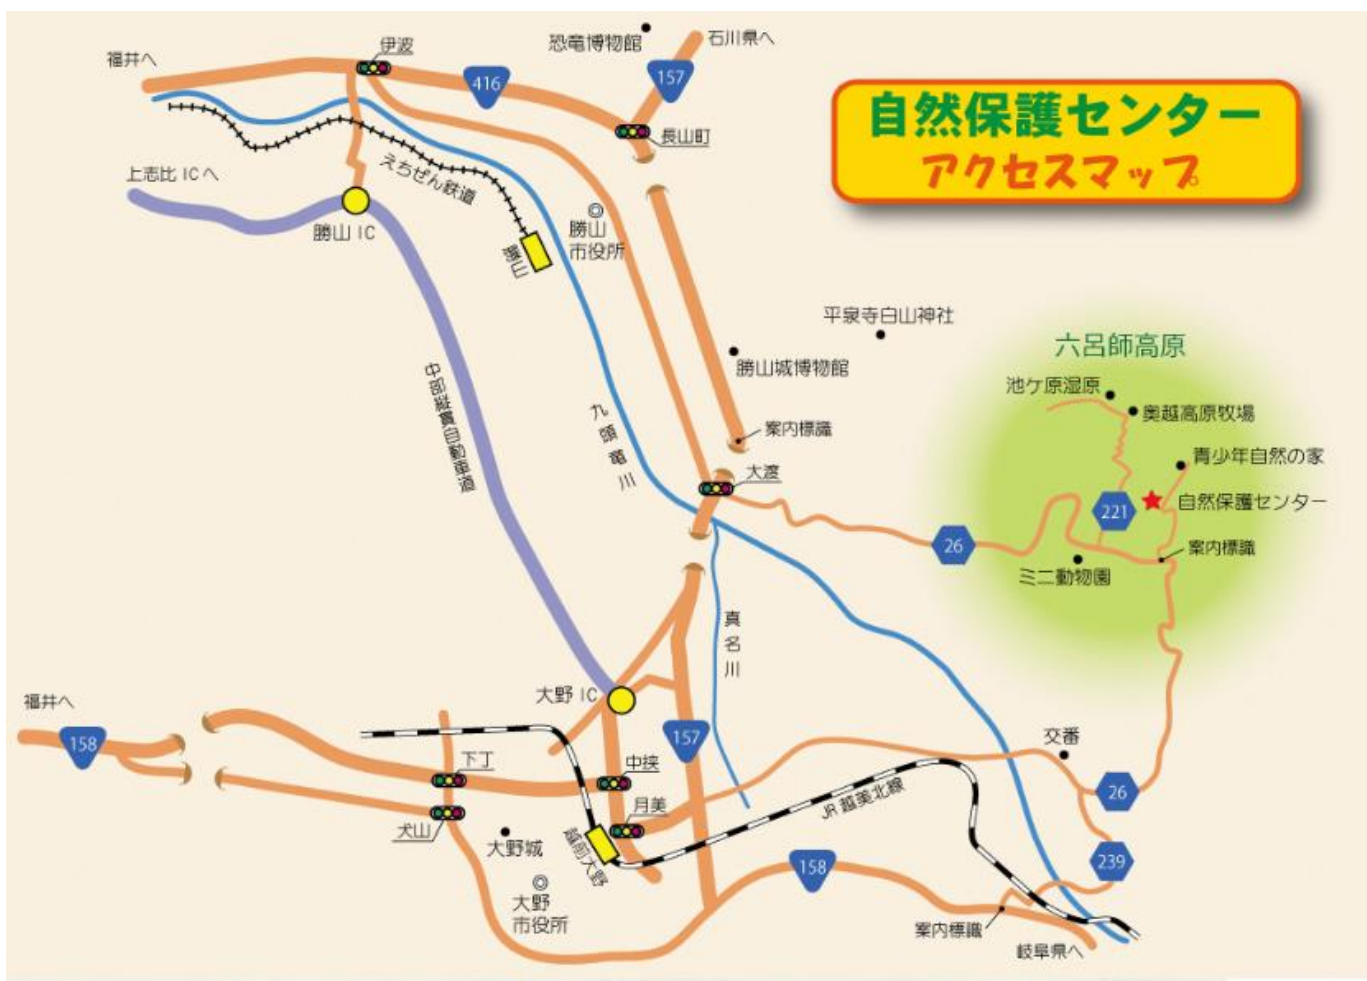 恐竜博物館
石川県へ
伊波
福井へ
416
157
長山町
自然保護センター
アクセスマップ
上志比 ICへ
えちぜん鉄道
勝山 IC
勝山
勝山
市役所
平泉寺白山神社
六呂師高原
勝山城博物館
池ケ原湿原
奥越高原牧場
中部縦貫自動車道
九頭竜川
案内標識
大渡
青少年自然の家
221
自然保護センター
26
案内標識
ミニ動物園
真名川
大野 IC
福井へ
158
157
交番
下丁
中挟
26
月美
JR越美北線
犬山
大野城
越前大野
158
239
大野
市役所
案内標識
岐阜県へ